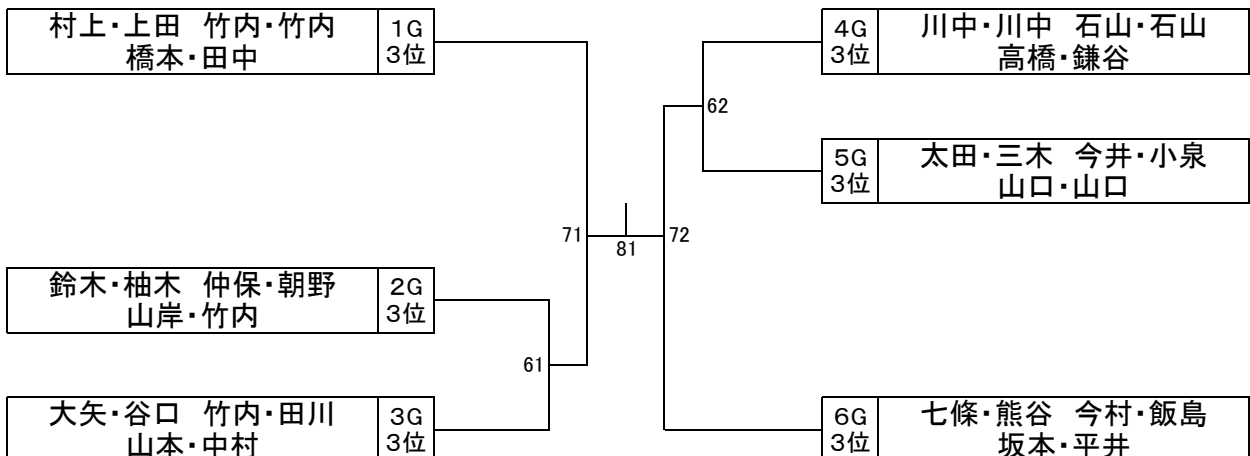 村上・上田　竹内・竹内
橋本・田中
1G
3位
鈴木・柚木　仲保・朝野
山岸・竹内
2G
3位
大矢・谷口　竹内・田川
山本・中村
3G
3位
61
71
81
72
62
4G
3位
川中・川中　石山・石山
高橋・鎌谷
5G
3位
太田・三木　今井・小泉
山口・山口
6G
3位
七條・熊谷　今村・飯島
坂本・平井